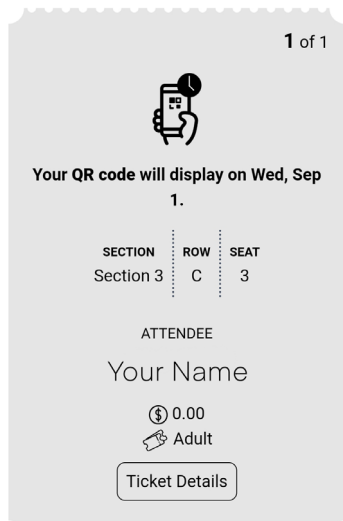 1 of 1
Your QR code will display on Wed, Sep
1.
SECTION ROW SEAT
Section 3 C 3
ATTENDEE
Your Name
$ 0.00
Adult
Ticket Details